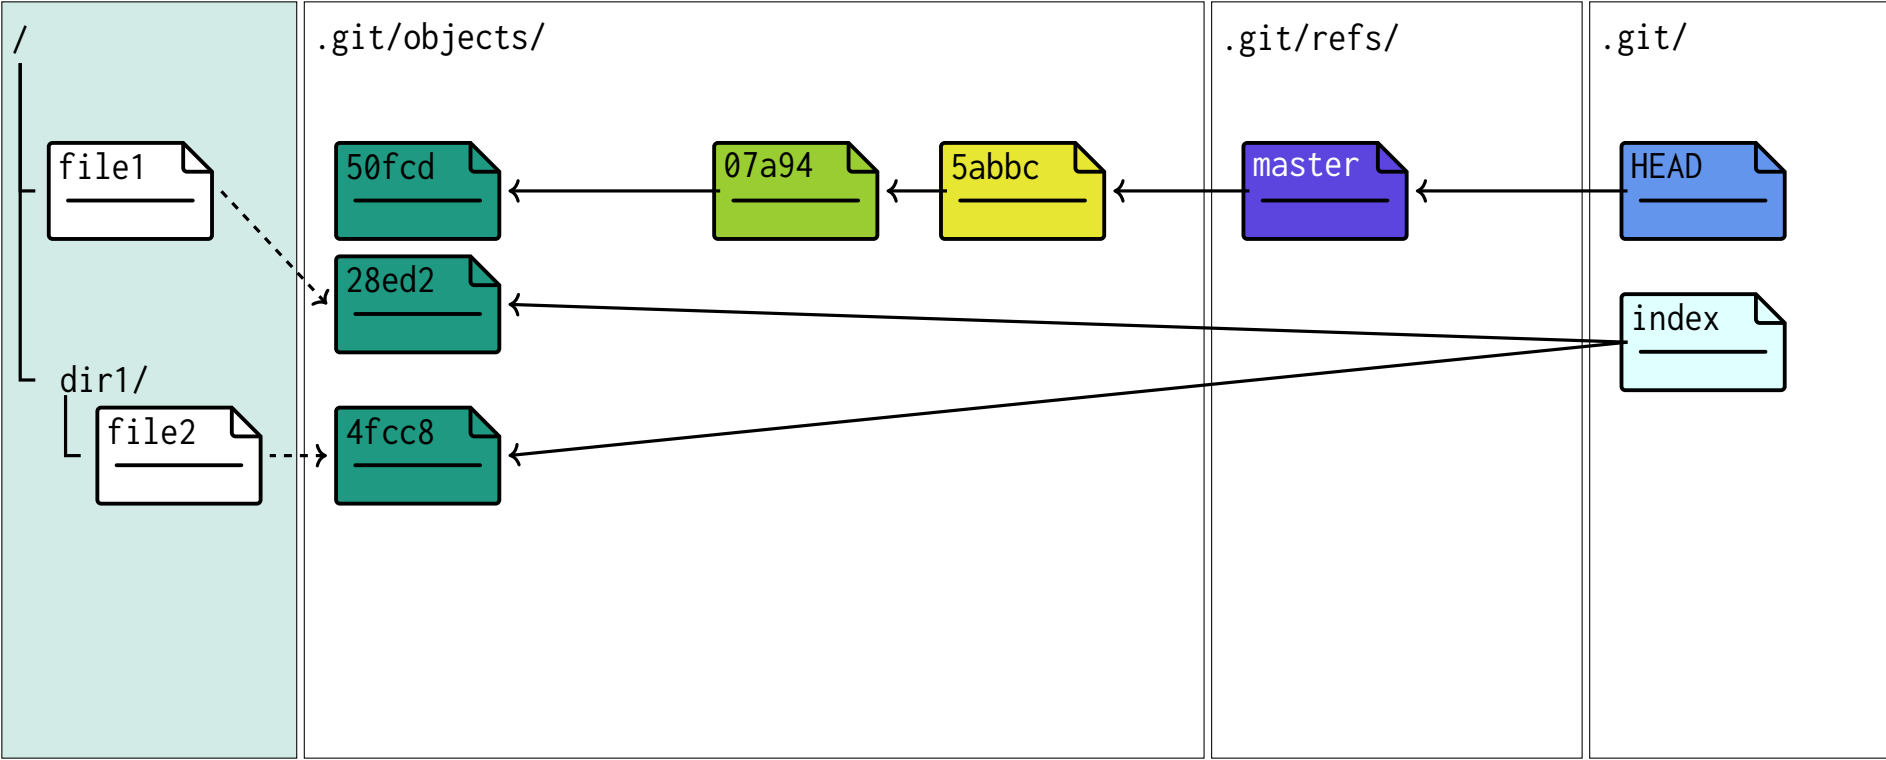 /
file1
dir1/
file2
.git/objects/
50fcd
07a94
5abbc
28ed2
4fcc8
.git/refs/
master
.git/
HEAD
index